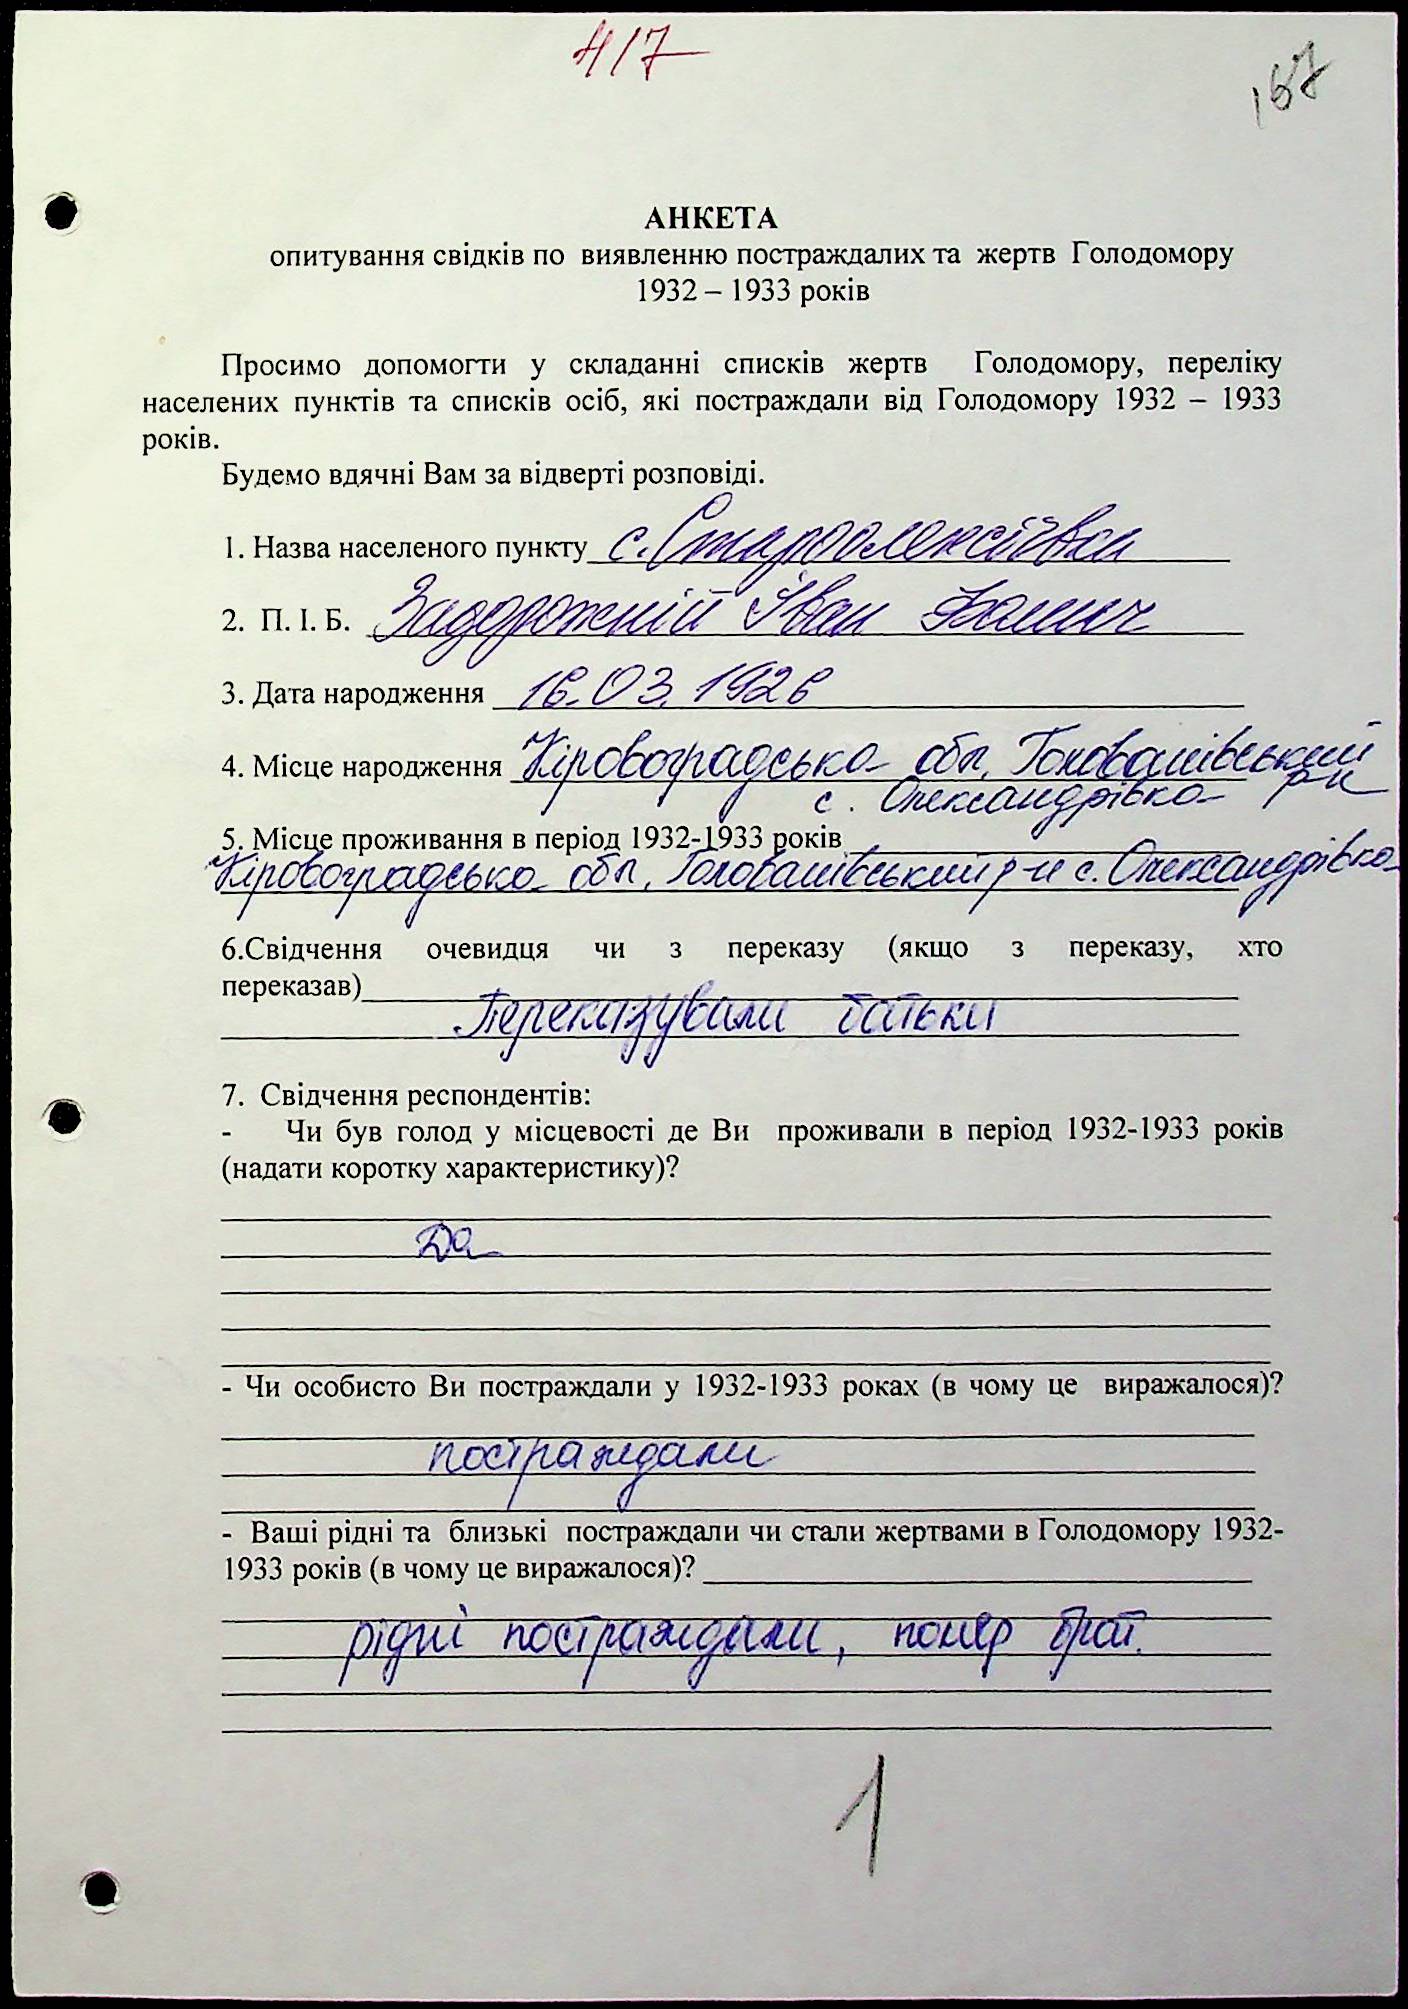 417
167
АНКЕТА
опитування свідків по виявленню постраждалих та жертв Голодомору
1932 – 1933 років
Просимо допомогти у складанні списків жертв Голодомору, переліку
населених пунктів та списків осіб, які постраждали від Голодомору 1932 – 1933
років.
Будемо вдячні Вам за відверті розповіді.
1. Назва населеного пункту с. Староолексіївка
2. П. І. Б. Задорожній Іван
3. Дата народження 16.03.1926
4. Місце народження Кіровоградська обл. Голованівський
с. Олександрівка р-н
5. Місце проживання в період 1932-1933 років
Кіровоградська обл. Голованівський р-н с. Олександрівка
6.Свідчення очевидця чи з переказу (якщо з переказу, хто
переказав)
Переказували батьки
7. Свідчення респондентів:
- Чи був голод у місцевості де Ви проживали в період 1932-1933 років
(надати коротку характеристику)?
Да
- Чи особисто Ви постраждали у 1932-1933 роках (в чому це виражалося)?
постраждали
- Ваші рідні та близькі постраждали чи стали жертвами в Голодомору 1932-
1933 років (в чому це виражалося)?
рідні постраждали, помер брат.
1